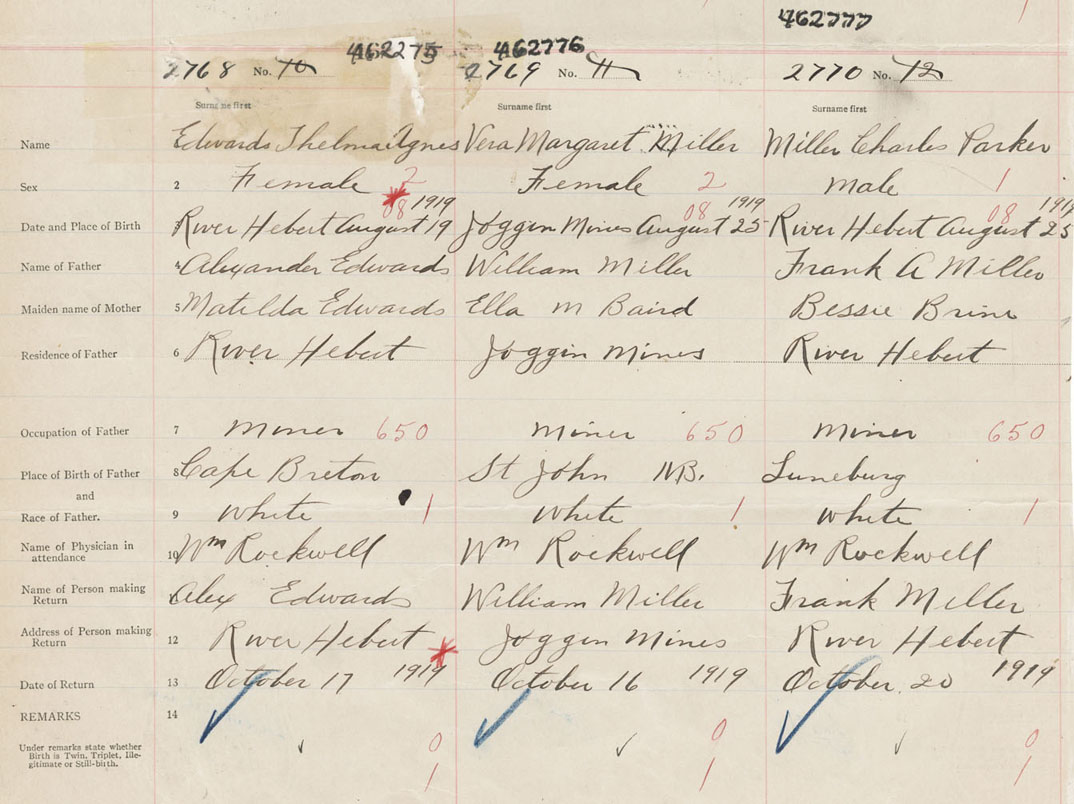 462777
462275 462776
2768 No. 10 2769 No. 11 2770 No. 12
Surname first Surname first Surname first
Name Edwards Thelma Agnes Vera Margaret Miller Miller Charles Parker
Sex 2 Female 2 Female 2 male 1
08 1919 08 1919 08 1919
Date and Place of Birth 3 River Hebert August 19 Joggin Mines August 25 River Hebert August 25
Name of Father 4 Alexander Edwards William Miller Frank A Miller
Maiden name of Mother 5 Matilda Edwards Ella M Baird Bessie Brine
Residence of Father 6 River Hebert Joggin Mines River Hebert
Occupation of Father 7 Miner 650 Miner 650 Miner 650
Place of Birth of Father 8 Cape Breton St John N.B. Luneburg
and
Race of Father. 9 White 1 White 1 White 1
Name of Physician in
attendance 10 Wm Rockwell Wm Rockwell Wm Rockwell
Name of Person making
Return 11 Alex Edwards William Miller Frank Miller
Address of Person making
Return 12 River Hebert Joggin Mines River Hebert
Date of Return 13 October 17 1919 October 16 1919 October 20 1919
REMARKS 14
Under remarks state whether
Birth is Twin, Triplet, Ille-
gitimate or Still-birth.
0 0 0
1 1 1